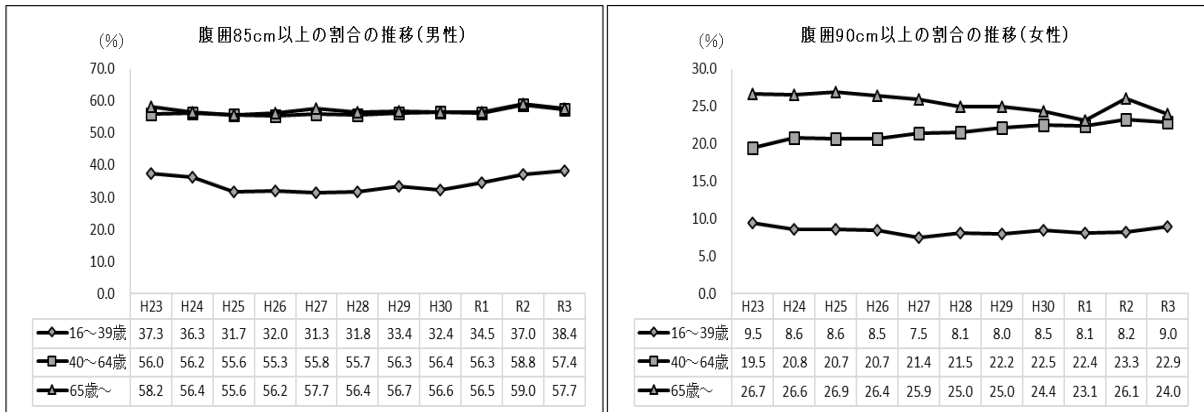 腹囲85cm以上の割合の推移(男性)
(%)
70.0
60.0
50.0
40.0
30.0
20.0
10.0
0.0
H23 H24 H25 H26 H27 H28 H29 H30 R1 R2 R3
16～39歳 37.3 36.3 31.7 32.0 31.3 31.8 33.4 32.4 34.5 37.0 38.4
40～64歳 56.0 56.2 55.6 55.3 55.8 55.7 56.3 56.4 56.3 58.8 57.4
65歳～ 58.2 56.4 55.6 56.2 57.7 56.4 56.7 56.6 56.5 59.0 57.7
腹囲90cm以上の割合の推移(女性)
(%)
30.0
25.0
20.0
15.0
10.0
5.0
0.0
H23 H24 H25 H26 H27 H28 H29 H30 R1 R2 R3
16～39歳 9.5 8.6 8.6 8.5 7.5 8.1 8.0 8.5 8.1 8.2 9.0
40～64歳 19.5 20.8 20.7 20.7 21.4 21.5 22.2 22.5 22.4 23.3 22.9
65歳～ 26.7 26.6 26.9 26.4 25.9 25.0 25.0 24.4 23.1 26.1 24.0